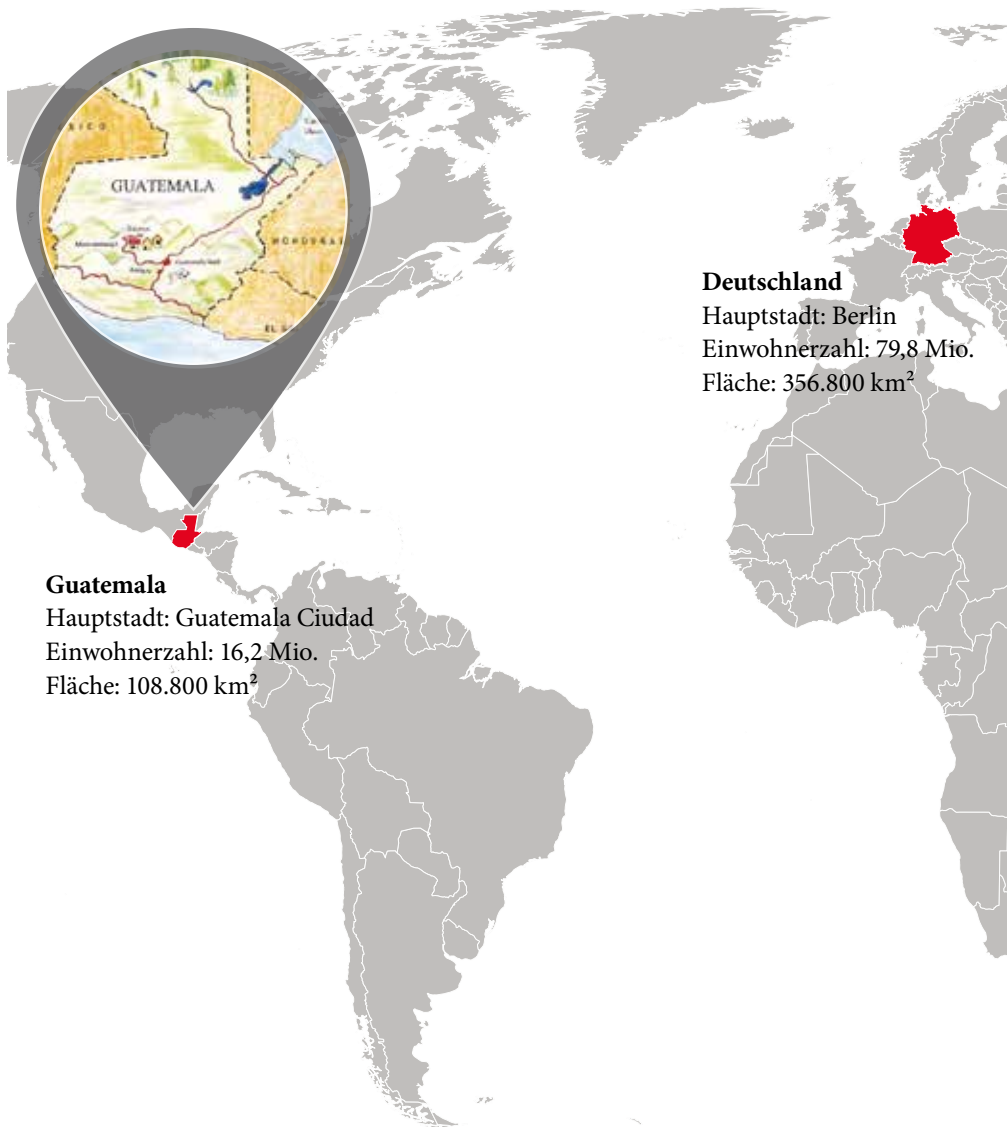 GUATEMALA
Deutschland
Hauptstadt: Berlin
Einwohnerzahl: 79,8 Mio.
Fläche: 356.800 km²
Guatemala
Hauptstadt: Guatemala Ciudad
Einwohnerzahl: 16,2 Mio.
Fläche: 108.800 km²